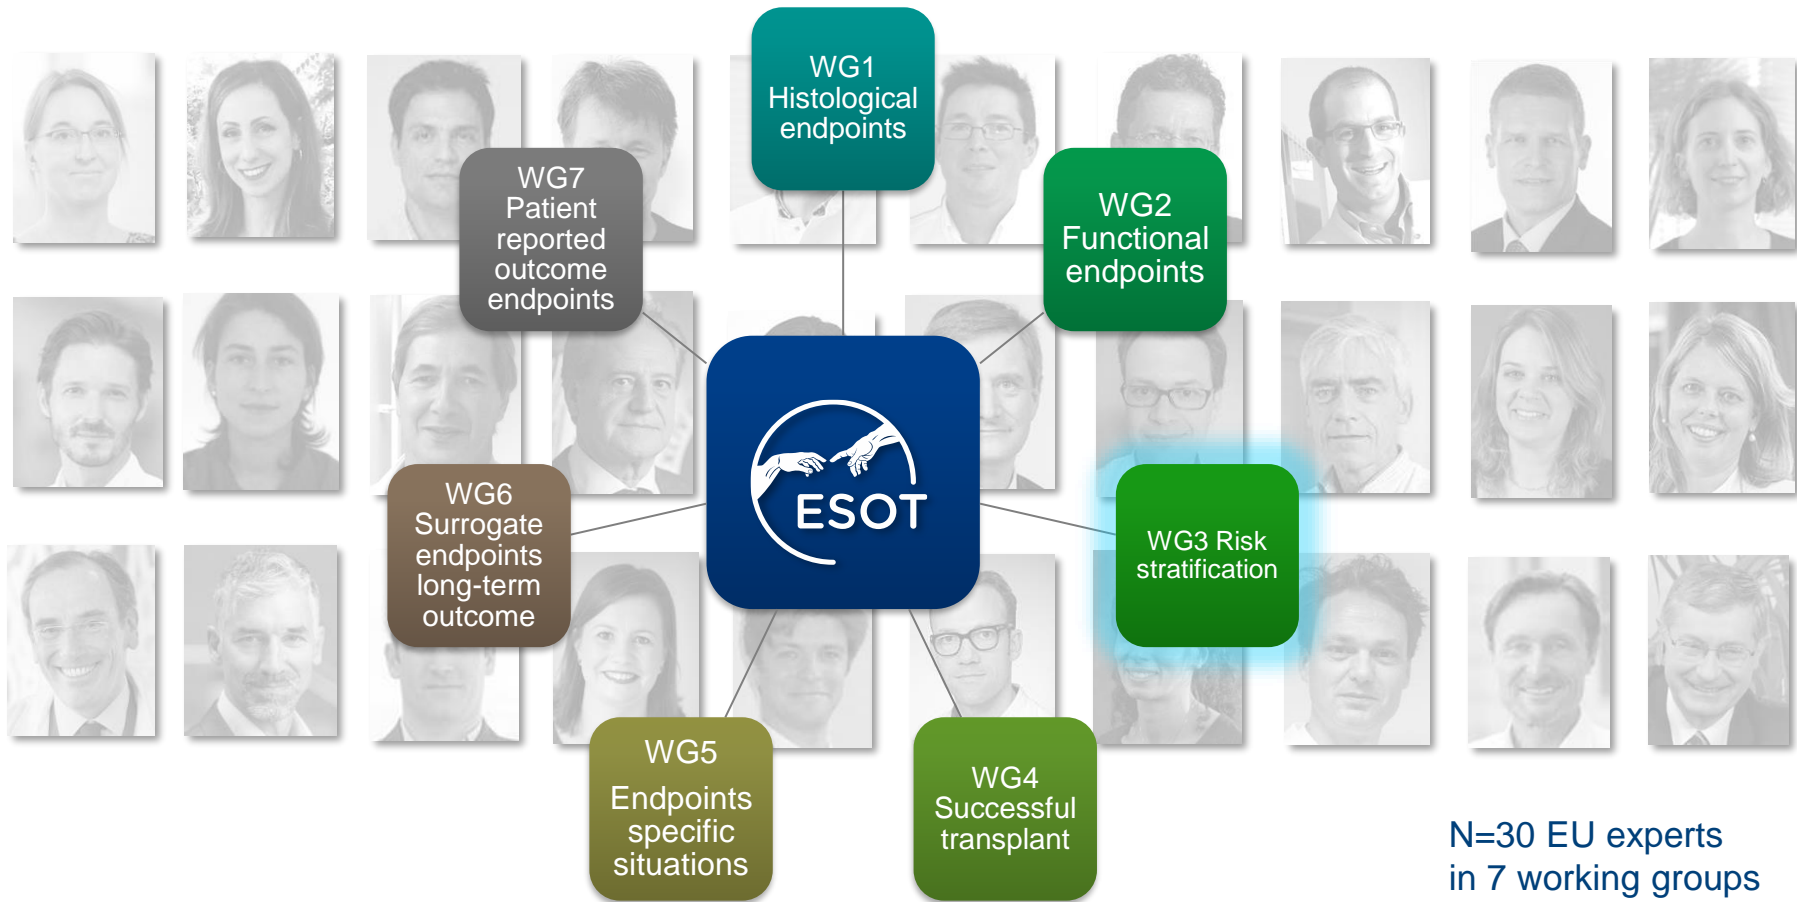 WG1
Histological
endpoints
WG2
Functional
endpoints
WG7
Patient
reported
outcome
endpoints
ESOT
WG6
Surrogate
endpoints
long-term
outcome
WG3 Risk
stratification
WG5
Endpoints
specific
situations
WG4
Successful
transplant
N=30 EU experts
in 7 working groups